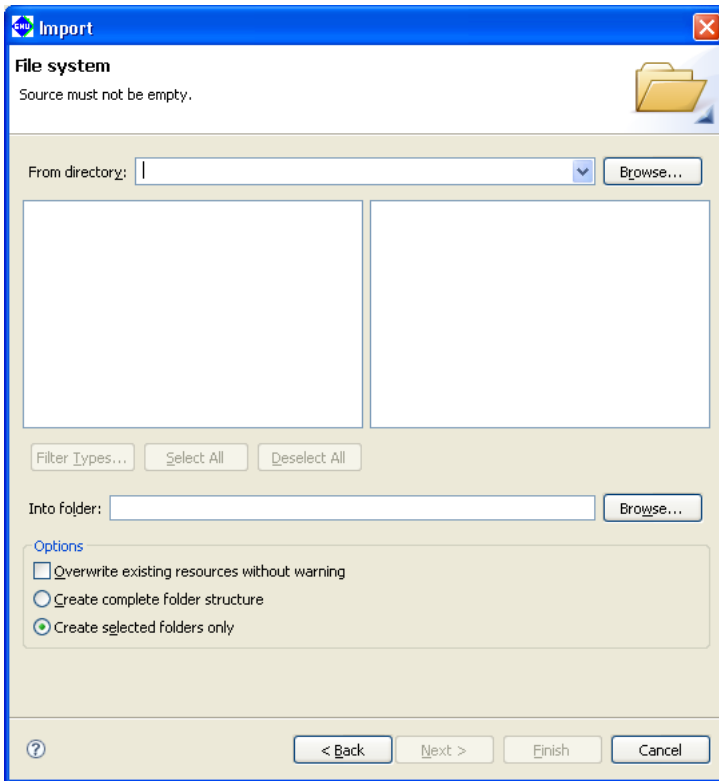 EMU Import
File system
Source must not be empty.
From directory: Browse...
Filter Types... Select All Deselect All
Into folder: Browse...
Options
Overwrite existing resources without warning
Create complete folder structure
Create selected folders only
? < Back Next > Finish Cancel